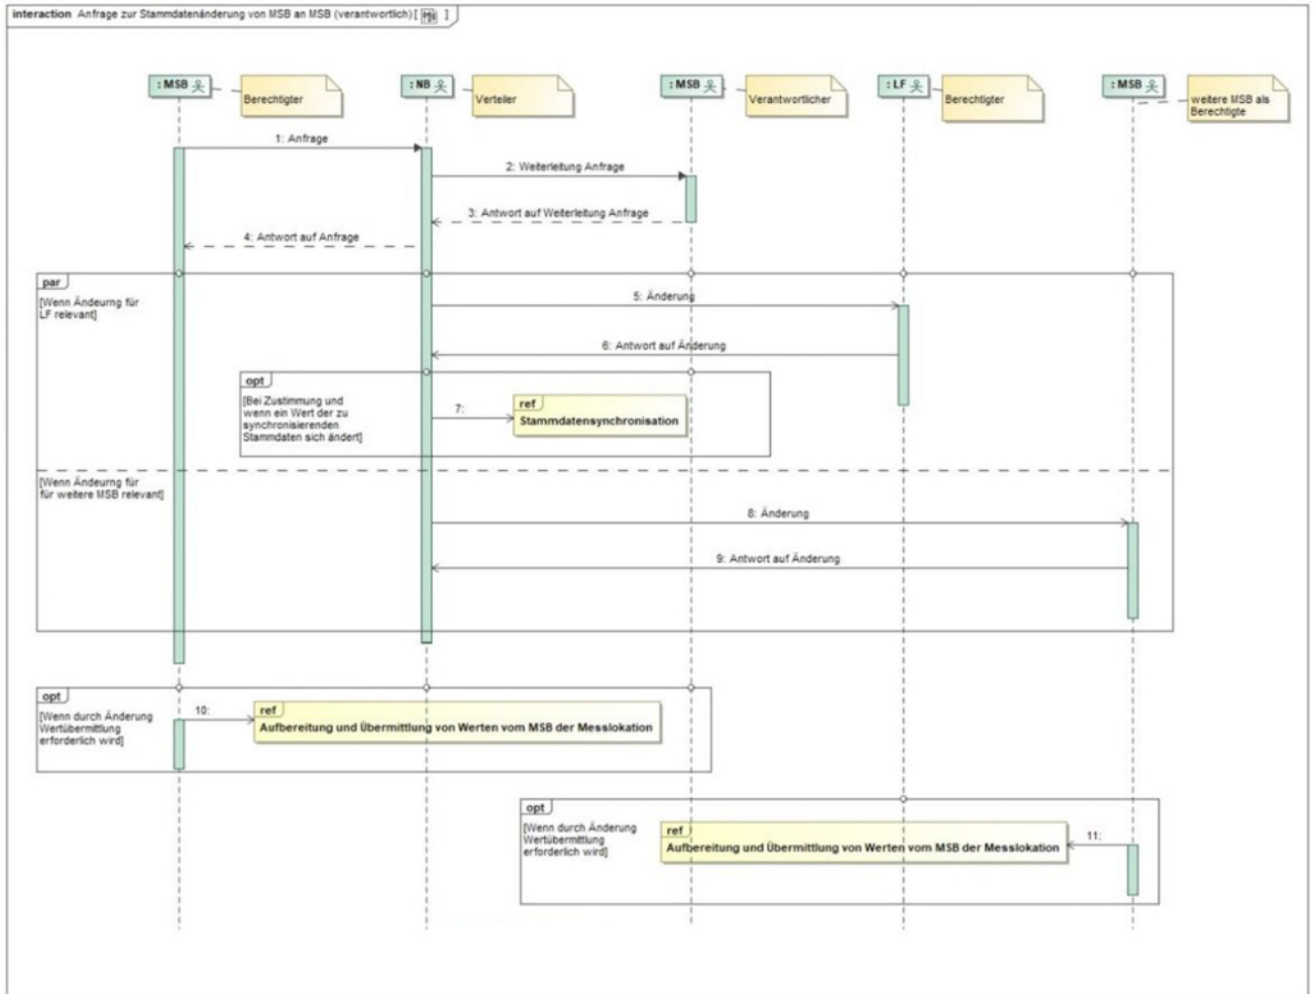 interaction Anfrage zur Stammdatenänderung von MSB an MSB (verantwortlich) [ ]
: MSB
Berechtigter
: NB
Verteiler
: MSB
Verantwortlicher
: LF
Berechtigter
: MSB
weitere MSB als
Berechtigte
1: Anfrage
2: Weiterleitung Anfrage
3: Antwort auf Weiterleitung Anfrage
4: Antwort auf Anfrage
par
[Wenn Ändeurng für
LF relevant]
5: Änderung
6: Antwort auf Änderung
opt
[Bei Zustimmung und
wenn ein Wert der zu
synchronisierenden
Stammdaten sich ändert]
7:
ref
Stammdatensynchronisation
[Wenn Ändeurng für
für weitere MSB relevant]
8: Änderung
9: Antwort auf Änderung
opt
[Wenn durch Änderung
Wertübermittlung
erforderlich wird]
10:
ref
Aufbereitung und Übermittlung von Werten vom MSB der Messlokation
opt
[Wenn durch Änderung
Wertübermittlung
erforderlich wird]
ref
Aufbereitung und Übermittlung von Werten vom MSB der Messlokation
11: